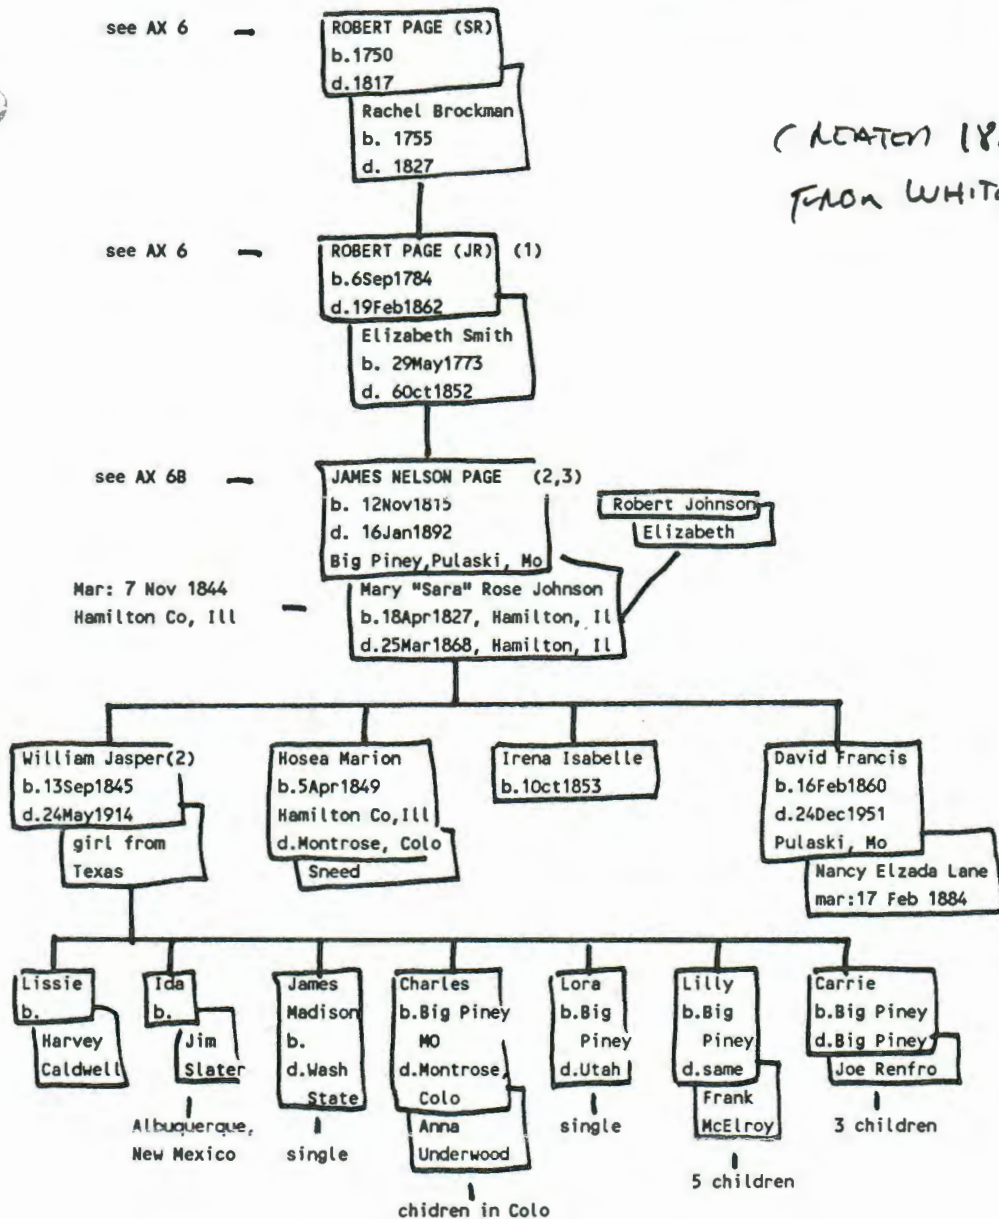 see AX 6
ROBERT PAGE (SR)
b.1750
d.1817
Rachel Brockman
b. 1755
d. 1827
FROM
see AX 6
ROBERT PAGE (JR) (1)
b.6Sep1784
d.19Feb1862
Elizabeth Smith
b. 29May1773
d. 6Oct1852
see AX 6B
JAMES NELSON PAGE (2,3)
b. 12Nov1815
d. 16Jan1892
Big Piney,Pulaski, Mo
Robert Johnson
Elizabeth
Mar: 7 Nov 1844
Hamilton Co, Ill
Mary "Sara" Rose Johnson
b.18Apr1827, Hamilton, Il
d.25Mar1868, Hamilton, Il
William Jasper(2)
b.13Sep1845
d.24May1914
girl from
Texas
Hosea Marion
b.5Apr1849
Hamilton Co,Ill
d.Montrose, Colo
Sneed
Irena Isabelle
b.10ct1853
David Francis
b.16Feb1860
d.24Dec1951
Pulaski, Mo
Nancy Elzada Lane
mar:17 Feb 1884
Lissie
b.
Harvey
Caldwell
Ida
b.
Jim
Slater
Albuquerque,
New Mexico
James
Madison
b.
d.Wash
State
single
Charles
b.Big Piney
MO
d.Montrose,
Colo
Anna
Underwood
chidren in Colo
Lora
b.Big
Piney
d.Utah
single
Lilly
b.Big
Piney
d.same
Frank
McElroy
5 children
Carrie
b.Big Piney
d.Big Piney
Joe Renfro
3 children